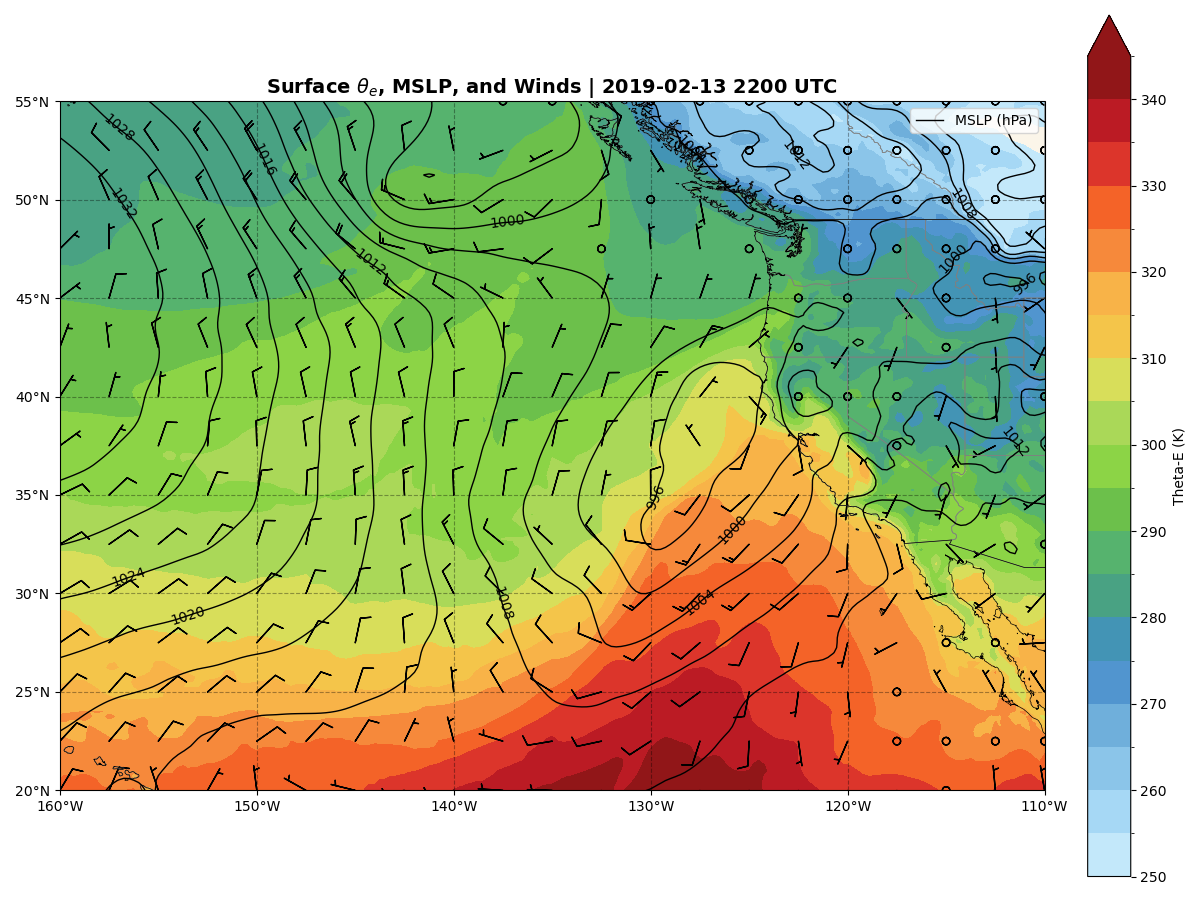 Surface θe, MSLP, and Winds | 2019-02-13 2200 UTC
MSLP (hPa)
55°N
50°N
45°N
40°N
35°N
30°N
25°N
20°N
160°W
150°W
140°W
130°W
120°W
110°W
1028
1032
1016
1012
1000
1012
1008
1000
996
1012
996
1000
1004
1008
1024
1020
340
330
320
310
300
290
280
270
260
250
Theta-E (K)